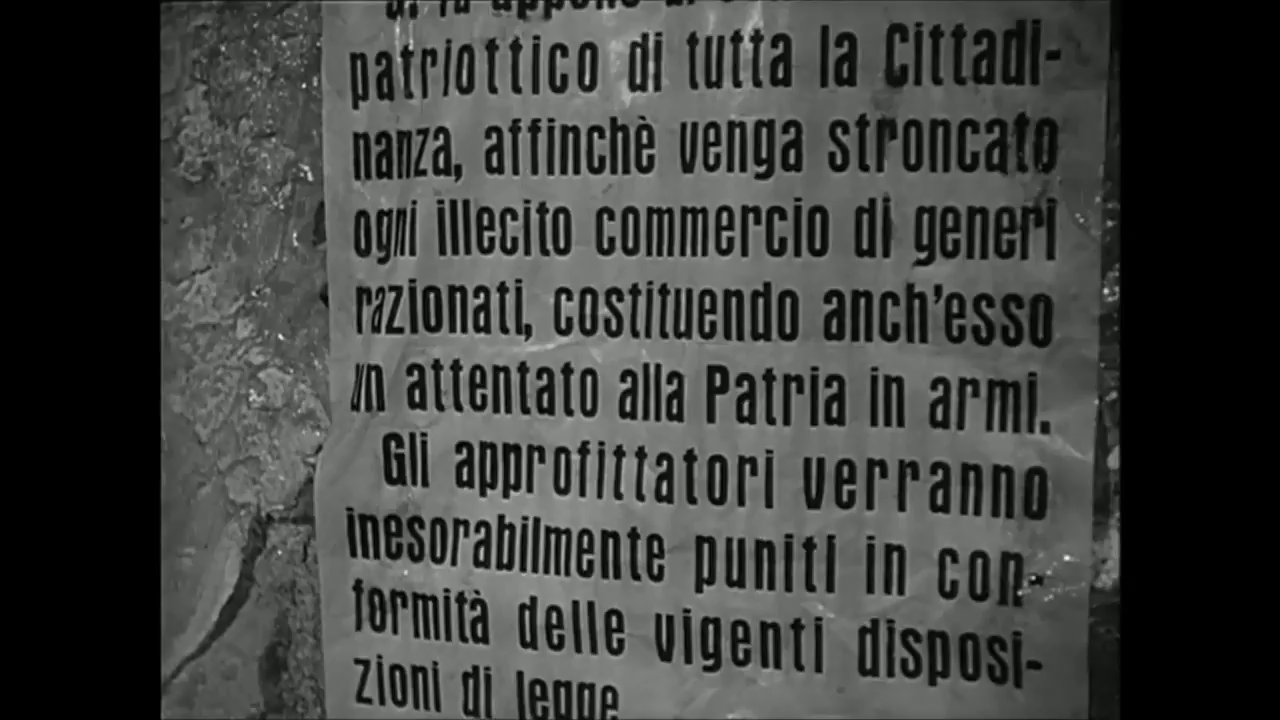 patriottico di tutta la Cittadi-
nanza, affinchè venga stroncato
ogni illecito commercio di generi
razionati, costituendo anch'esso
un attentato alla Patria in armi.
Gli approfittatori verranno
inesorabilmente puniti in con-
formità delle vigenti disposi-
zioni di legge